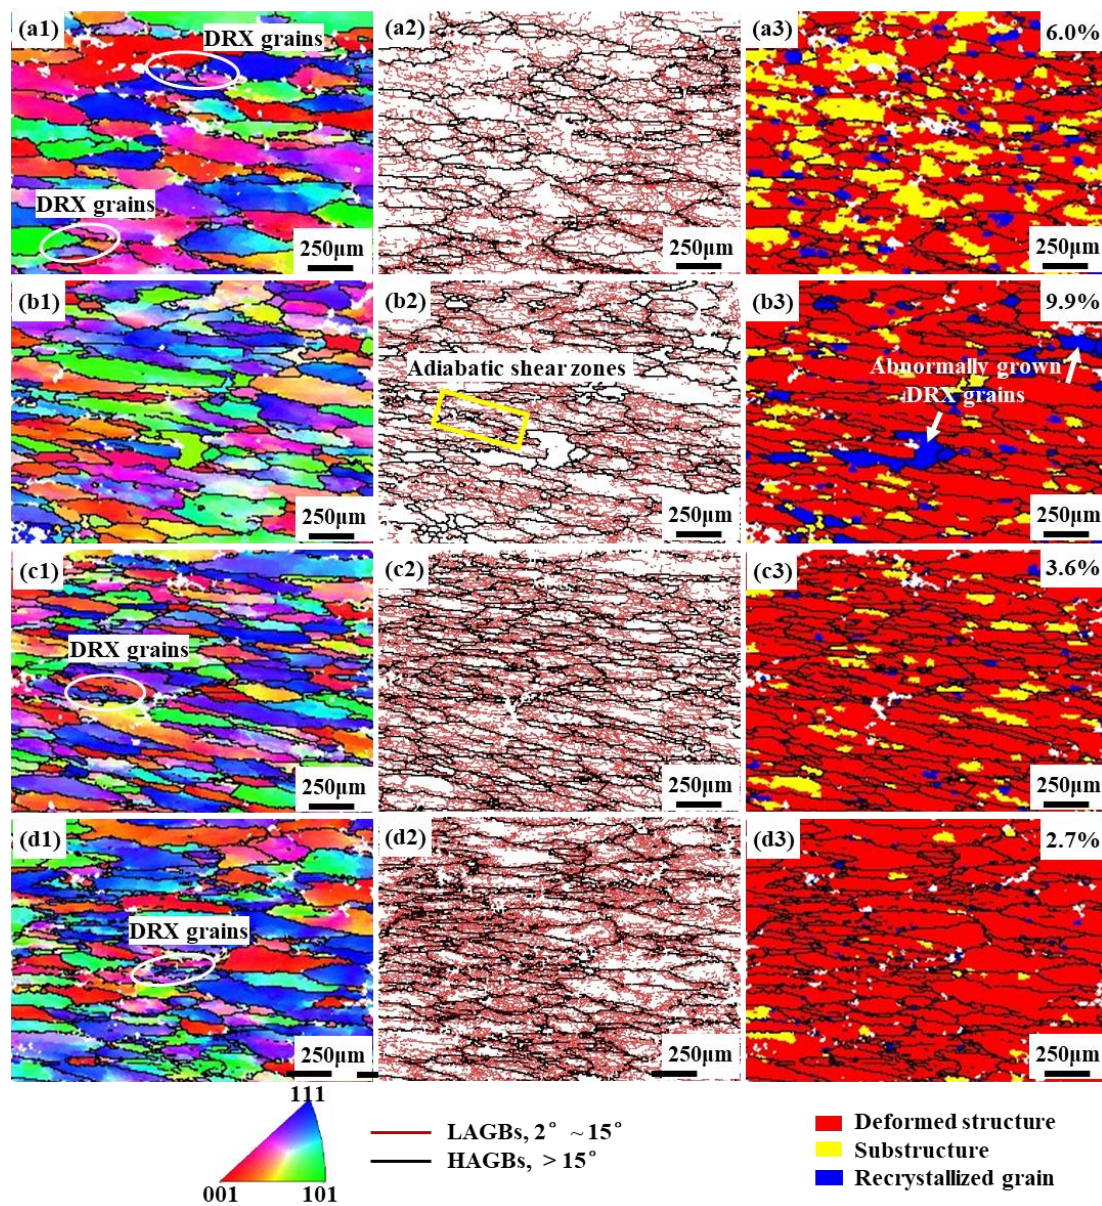 (a1)
DRX grains
DRX grains
250μm
(a2)
250μm
(a3)
6.0%
250μm
(b1)
250μm
(b2)
Adiabatic shear zones
250μm
(b3)
9.9%
Abnormally grown
DRX grains
250μm
(c1)
DRX grains
250μm
(c2)
250μm
(c3)
3.6%
250μm
(d1)
DRX grains
250μm
(d2)
250μm
(d3)
2.7%
250μm
111
001
101
LAGBs, 2° ~ 15°
HAGBs, > 15°
Deformed structure
Substructure
Recrystallized grain